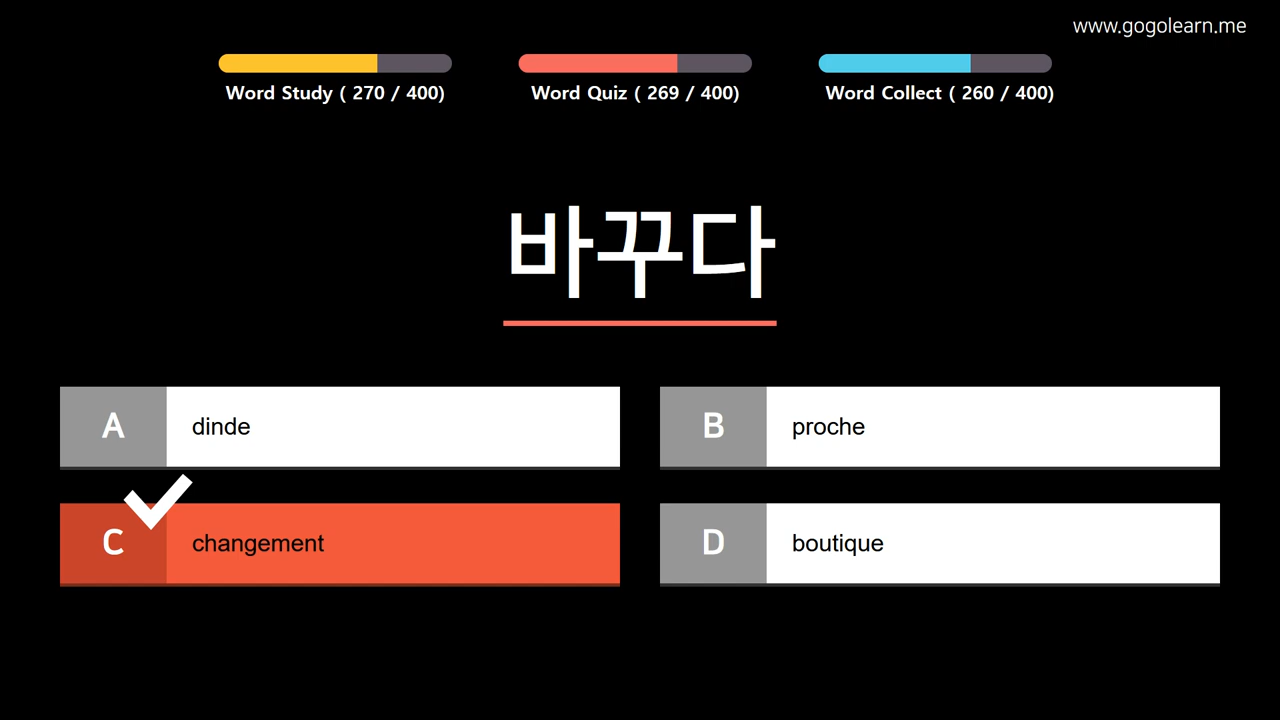 www.gogolearn.me
Word Study ( 270 / 400)
Word Quiz ( 269 / 400)
Word Collect ( 260 / 400)
바꾸다
A dinde
B proche
C changement
D boutique